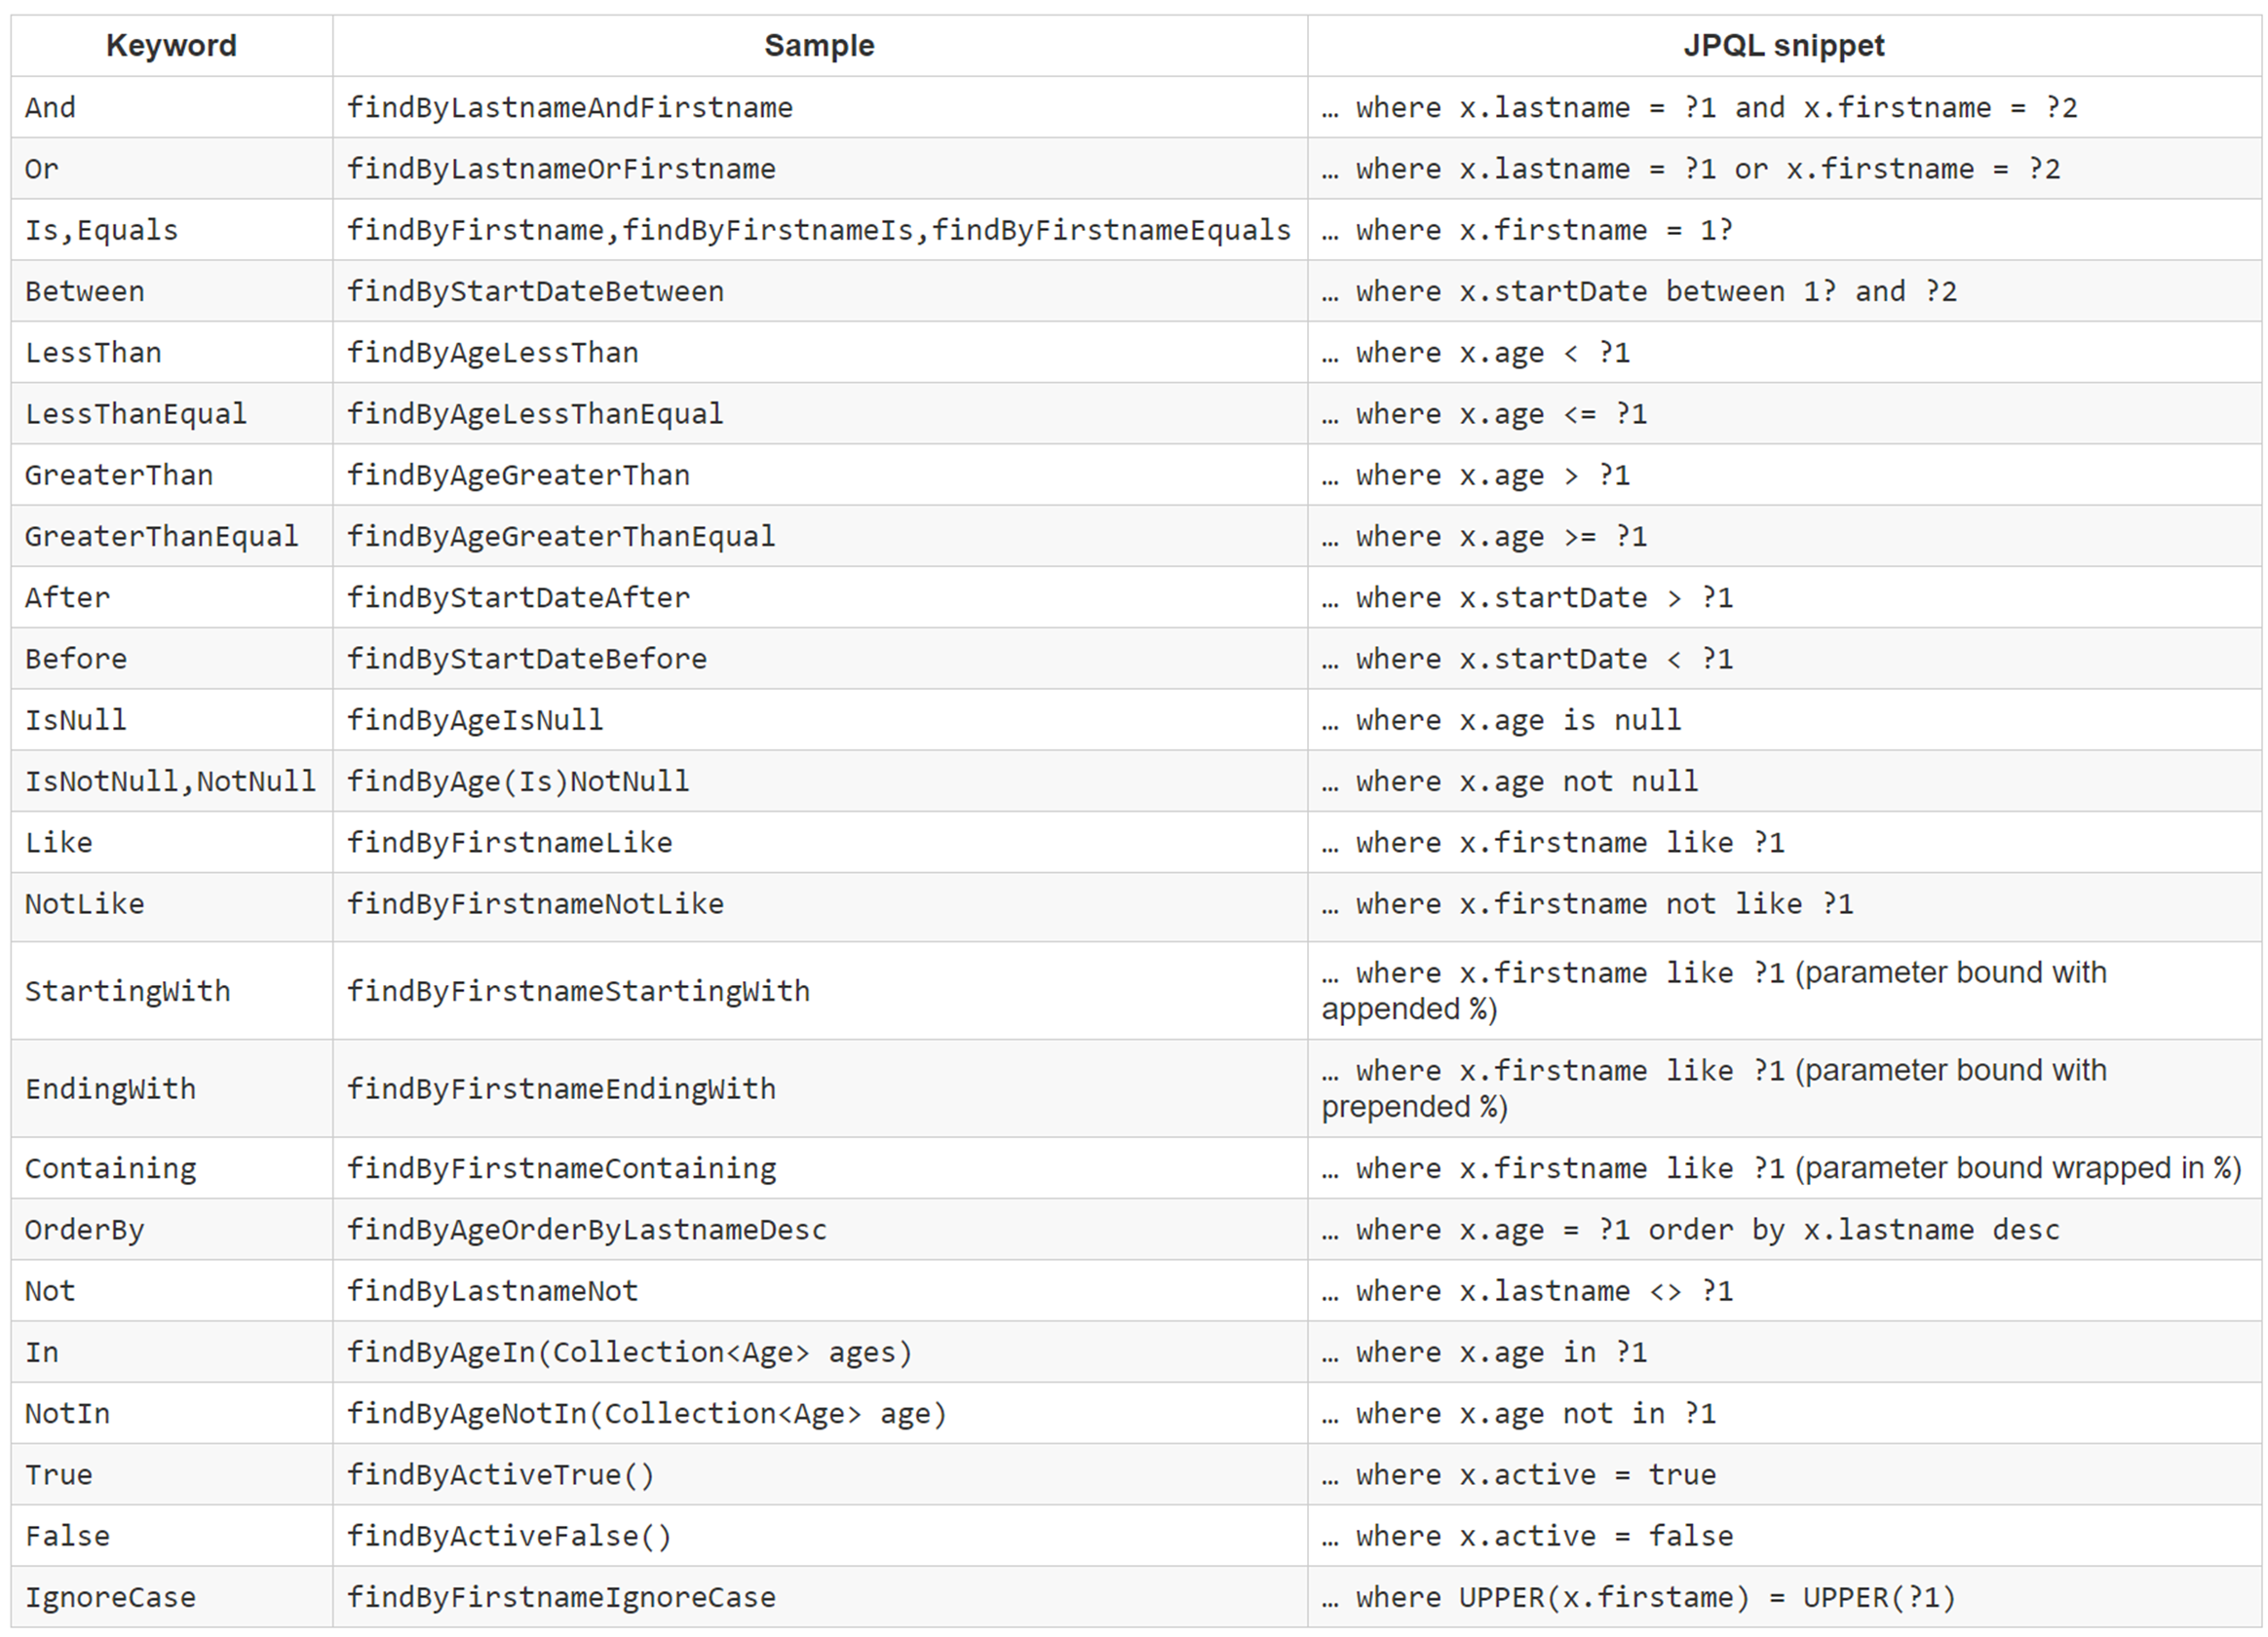 Keyword Sample JPQL snippet
And findByLastnameAndFirstname … where x.lastname = ?1 and x.firstname = ?2
Or findByLastnameOrFirstname … where x.lastname = ?1 or x.firstname = ?2
Is,Equals findByFirstname,findByFirstnameIs,findByFirstnameEquals … where x.firstname = 1?
Between findByStartDateBetween … where x.startDate between 1? and ?2
LessThan findByAgeLessThan … where x.age < ?1
LessThanEqual findByAgeLessThanEqual … where x.age <= ?1
GreaterThan findByAgeGreaterThan … where x.age > ?1
GreaterThanEqual findByAgeGreaterThanEqual … where x.age >= ?1
After findByStartDateAfter … where x.startDate > ?1
Before findByStartDateBefore … where x.startDate < ?1
IsNull findByAgeIsNull … where x.age is null
IsNotNull,NotNull findByAge(Is)NotNull … where x.age not null
Like findByFirstnameLike … where x.firstname like ?1
NotLike findByFirstnameNotLike … where x.firstname not like ?1
StartingWith findByFirstnameStartingWith … where x.firstname like ?1 (parameter bound with
appended %)
EndingWith findByFirstnameEndingWith … where x.firstname like ?1 (parameter bound with
prepended %)
Containing findByFirstnameContaining … where x.firstname like ?1 (parameter bound wrapped in %)
OrderBy findByAgeOrderByLastnameDesc … where x.age = ?1 order by x.lastname desc
Not findByLastnameNot … where x.lastname <> ?1
In findByAgeIn(Collection<Age> ages) … where x.age in ?1
NotIn findByAgeNotIn(Collection<Age> age) … where x.age not in ?1
True findByActiveTrue() … where x.active = true
False findByActiveFalse() … where x.active = false
IgnoreCase findByFirstnameIgnoreCase … where UPPER(x.firstame) = UPPER(?1)